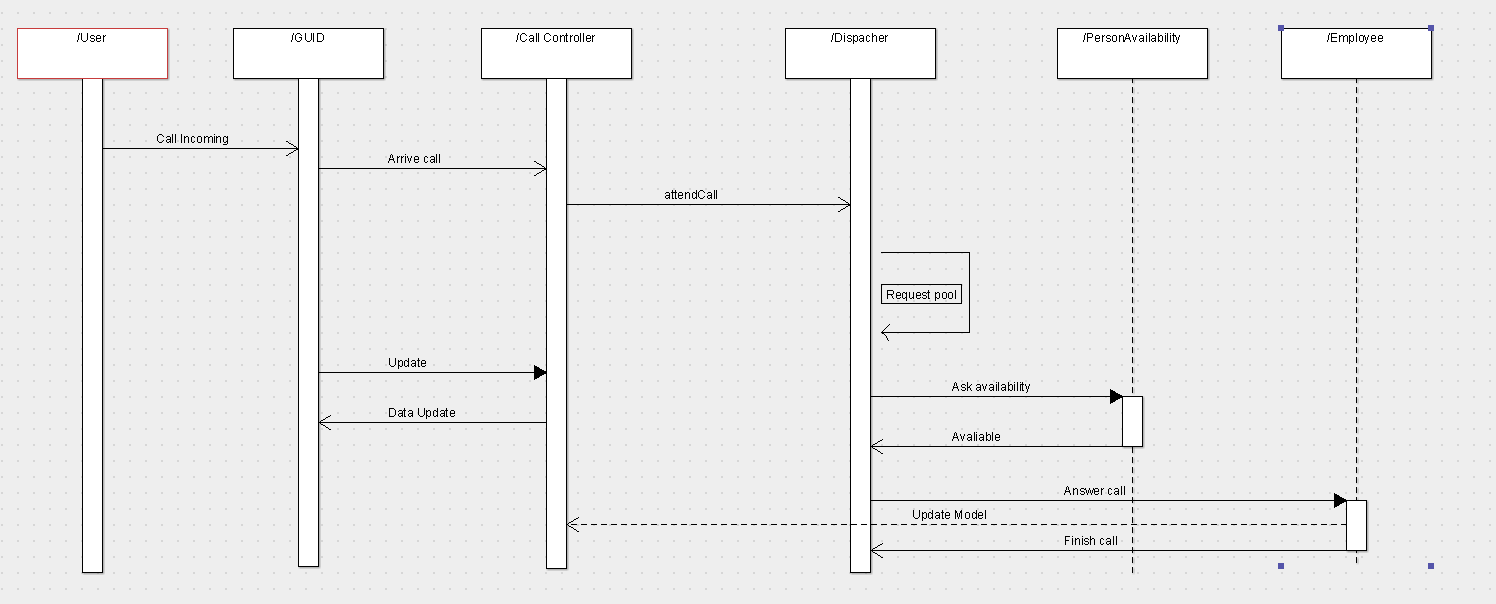 /User
/GUID
/Call Controller
/Dispacher
/PersonAvailability
/Employee
Call Incoming
Arrive call
attendCall
Request pool
Update
Ask availability
Data Update
Avaliable
Answer call
Update Model
Finish call